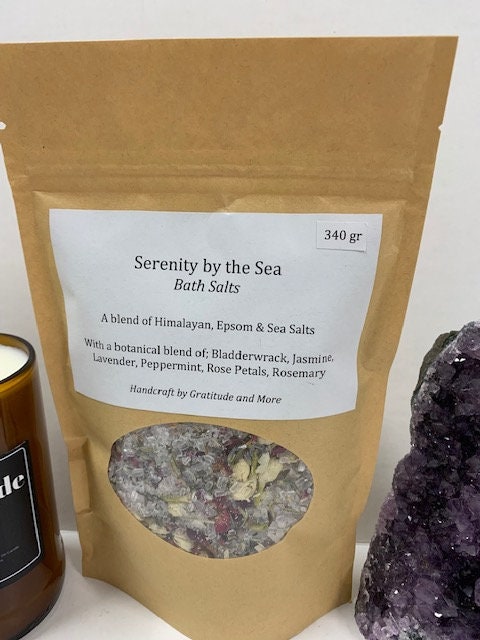 340 gr
Serenity by the Sea
Bath Salts
A blend of Himalayan, Epsom & Sea Salts
With a botanical blend of; Bladderwrack, Jasmine,
Lavender, Peppermint, Rose Petals, Rosemary
Handcraft by Gratitude and More
de